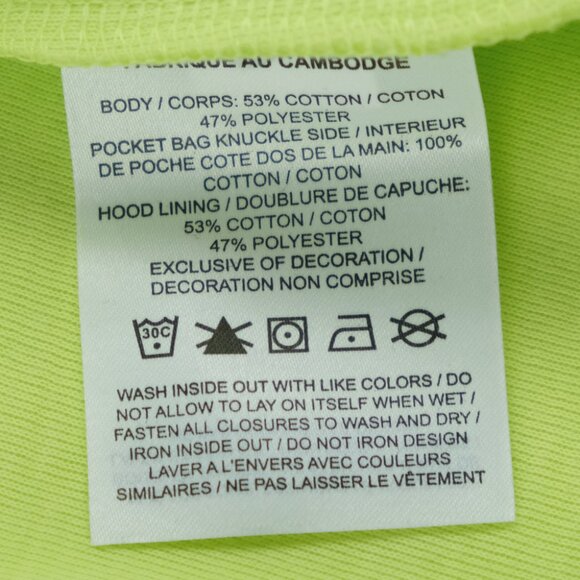 FABRIQUE AU CAMBODGE
BODY / CORPS: 53% COTTON / COTON
47% POLYESTER
POCKET BAG KNUCKLE SIDE / INTERIEUR
DE POCHE COTE DOS DE LA MAIN: 100%
COTTON / COTON
HOOD LINING / DOUBLURE DE CAPUCHE:
53% COTTON / COTON
47% POLYESTER
EXCLUSIVE OF DECORATION /
DECORATION NON COMPRISE
30C
WASH INSIDE OUT WITH LIKE COLORS / DO
NOT ALLOW TO LAY ON ITSELF WHEN WET /
FASTEN ALL CLOSURES TO WASH AND DRY /
IRON INSIDE OUT / DO NOT IRON DESIGN
LAVER A L'ENVERS AVEC COULEURS
SIMILAIRES / NE PAS LAISSER LE VÊTEMENT